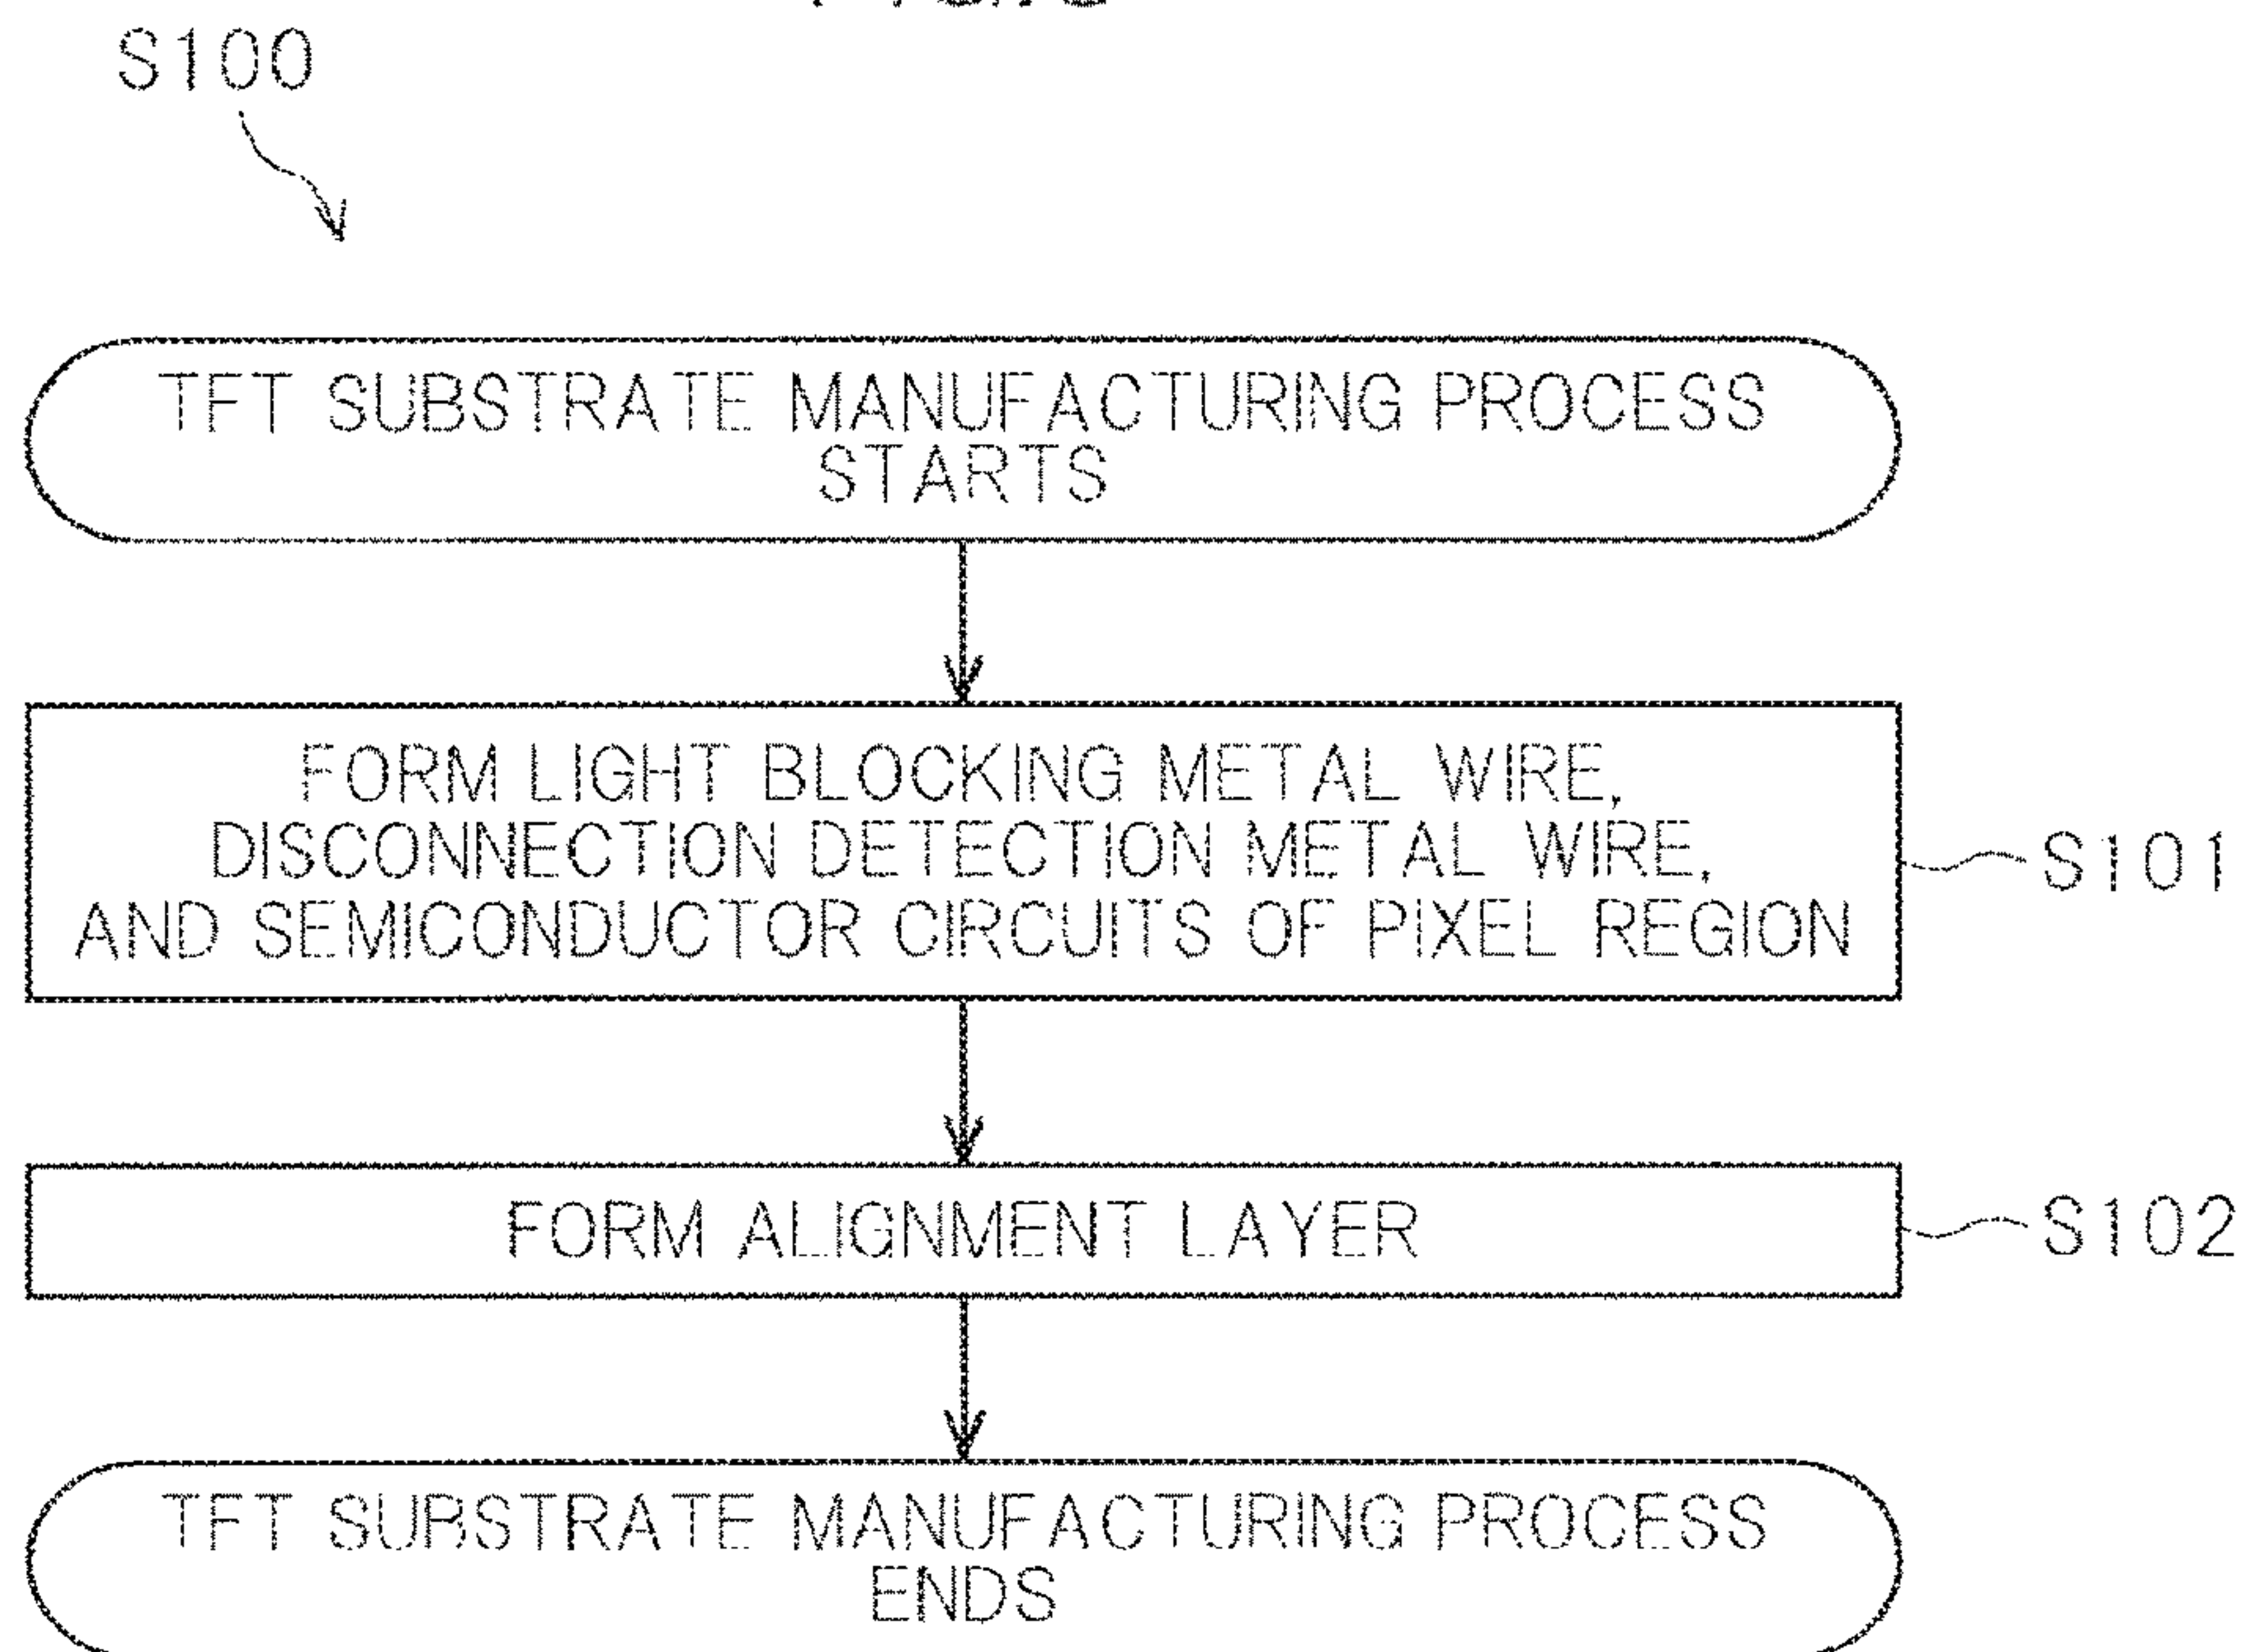 S100
TFT SUBSTRATE MANUFACTURING PROCESS
STARTS
FORM LIGHT BLOCKING METAL WIRE,
DISCONNECTION DETECTION METAL WIRE,
AND SEMICONDUCTOR CIRCUITS OF PIXEL REGION
S101
FORM ALIGNMENT LAYER
S102
TFT SUBSTRATE MANUFACTURING PROCESS
ENDS